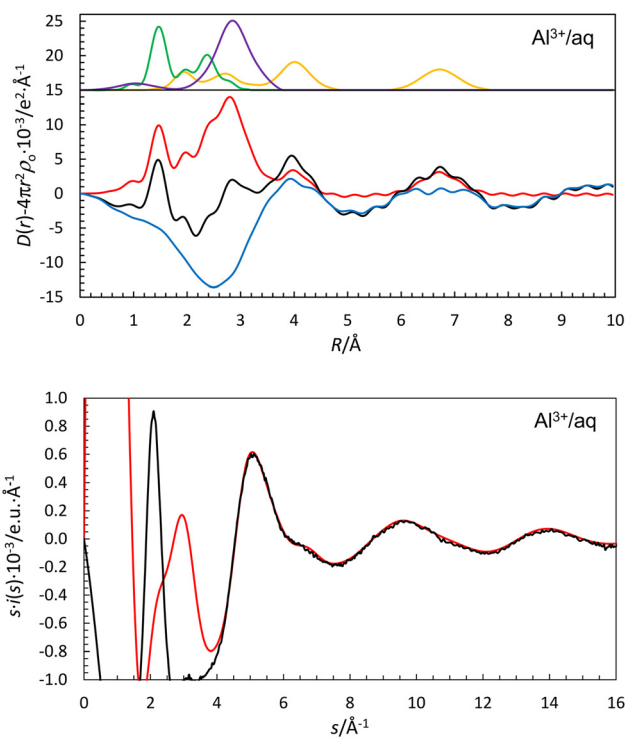 25
20
15
10
5
0
-5
-10
-15
D(r)-4πr²ρₒ·10⁻³/e²·Å⁻¹
Al³⁺/aq
0 1 2 3 4 5 6 7 8 9 10
R/Å
1.0
0.8
0.6
0.4
0.2
0.0
-0.2
-0.4
-0.6
-0.8
-1.0
s·i(s)·10⁻³/e.u.·Å⁻¹
Al³⁺/aq
0 2 4 6 8 10 12 14 16
s/Å⁻¹